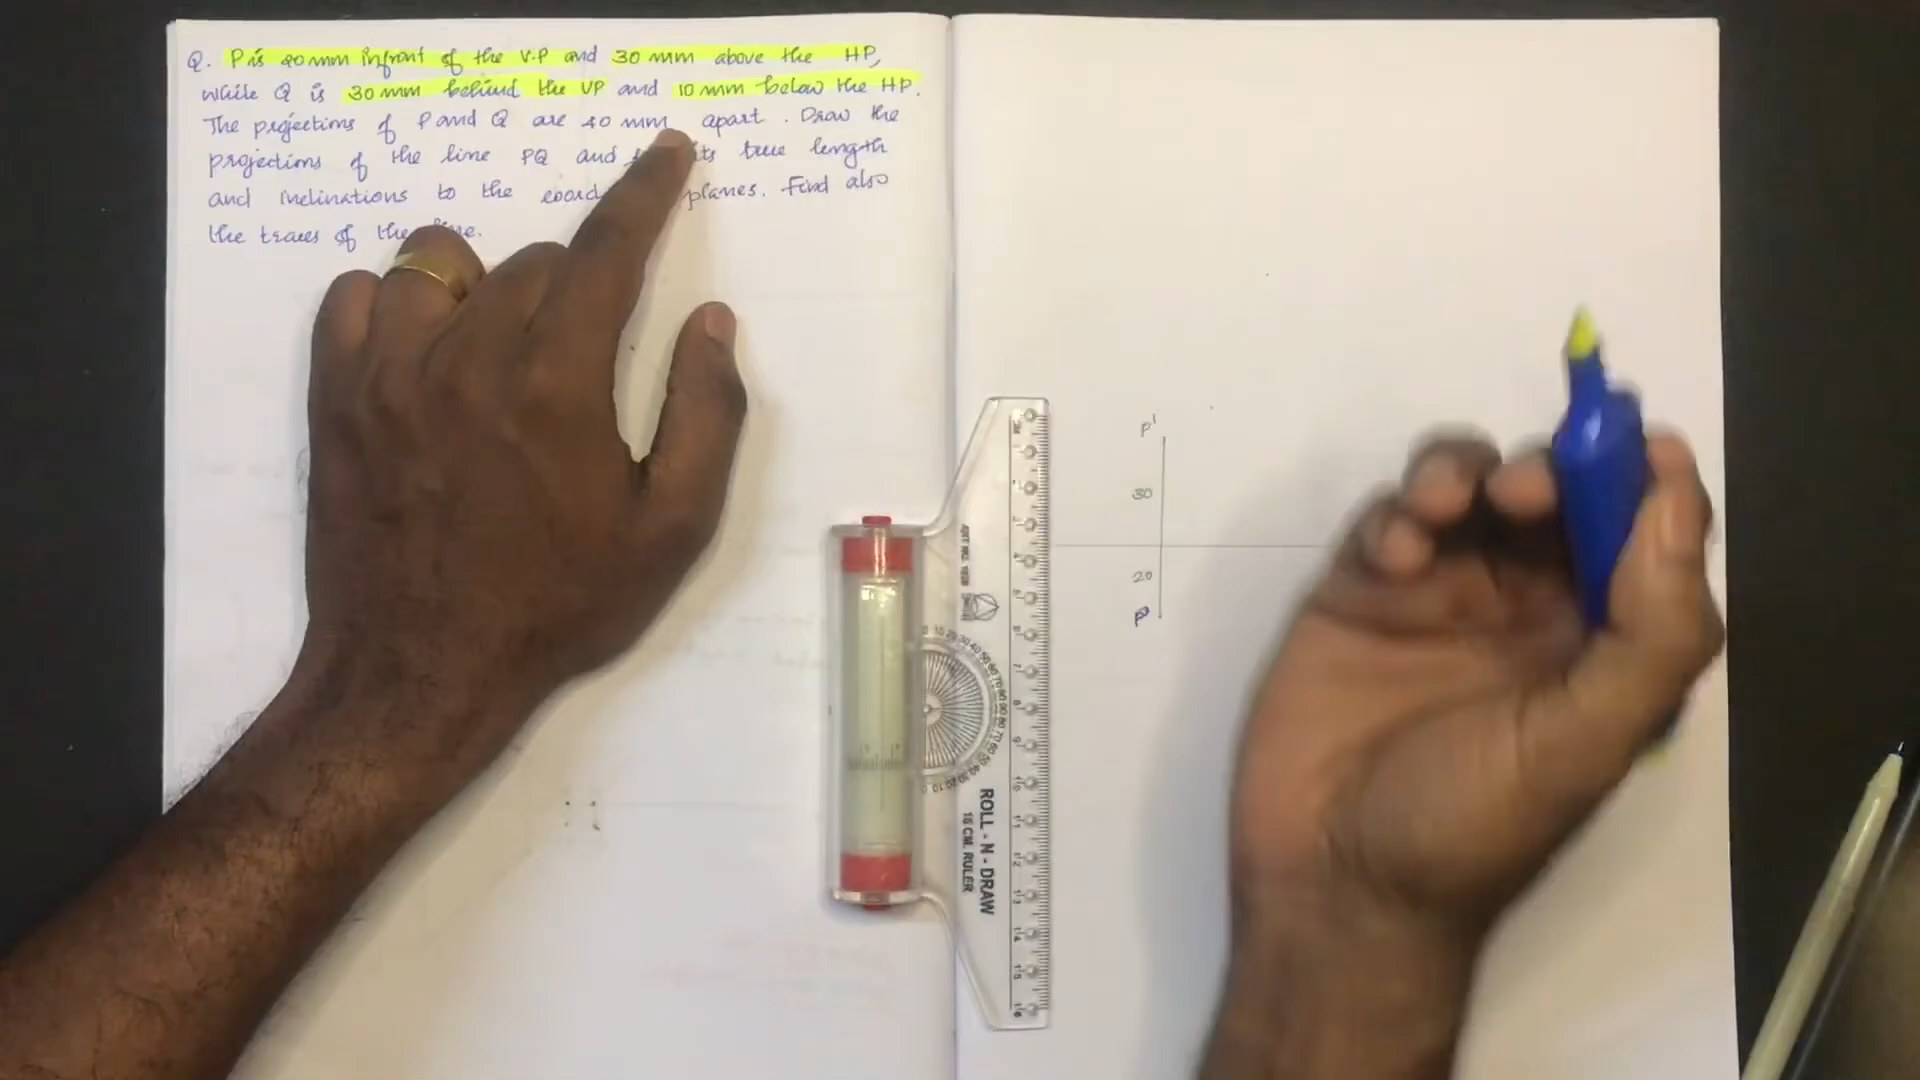 Q. P is 20 mm infront of the V.P and 30 mm above the HP,
while Q is 30 mm behind the VP and 10 mm below the HP.
The projections of P and Q are 40 mm apart. Draw the
projections of the line PQ and its true length
and inclinations to the planes. Find also
the traces of the
P'
30
20
P
ROLL-N-DRAW
15 CM. RULER